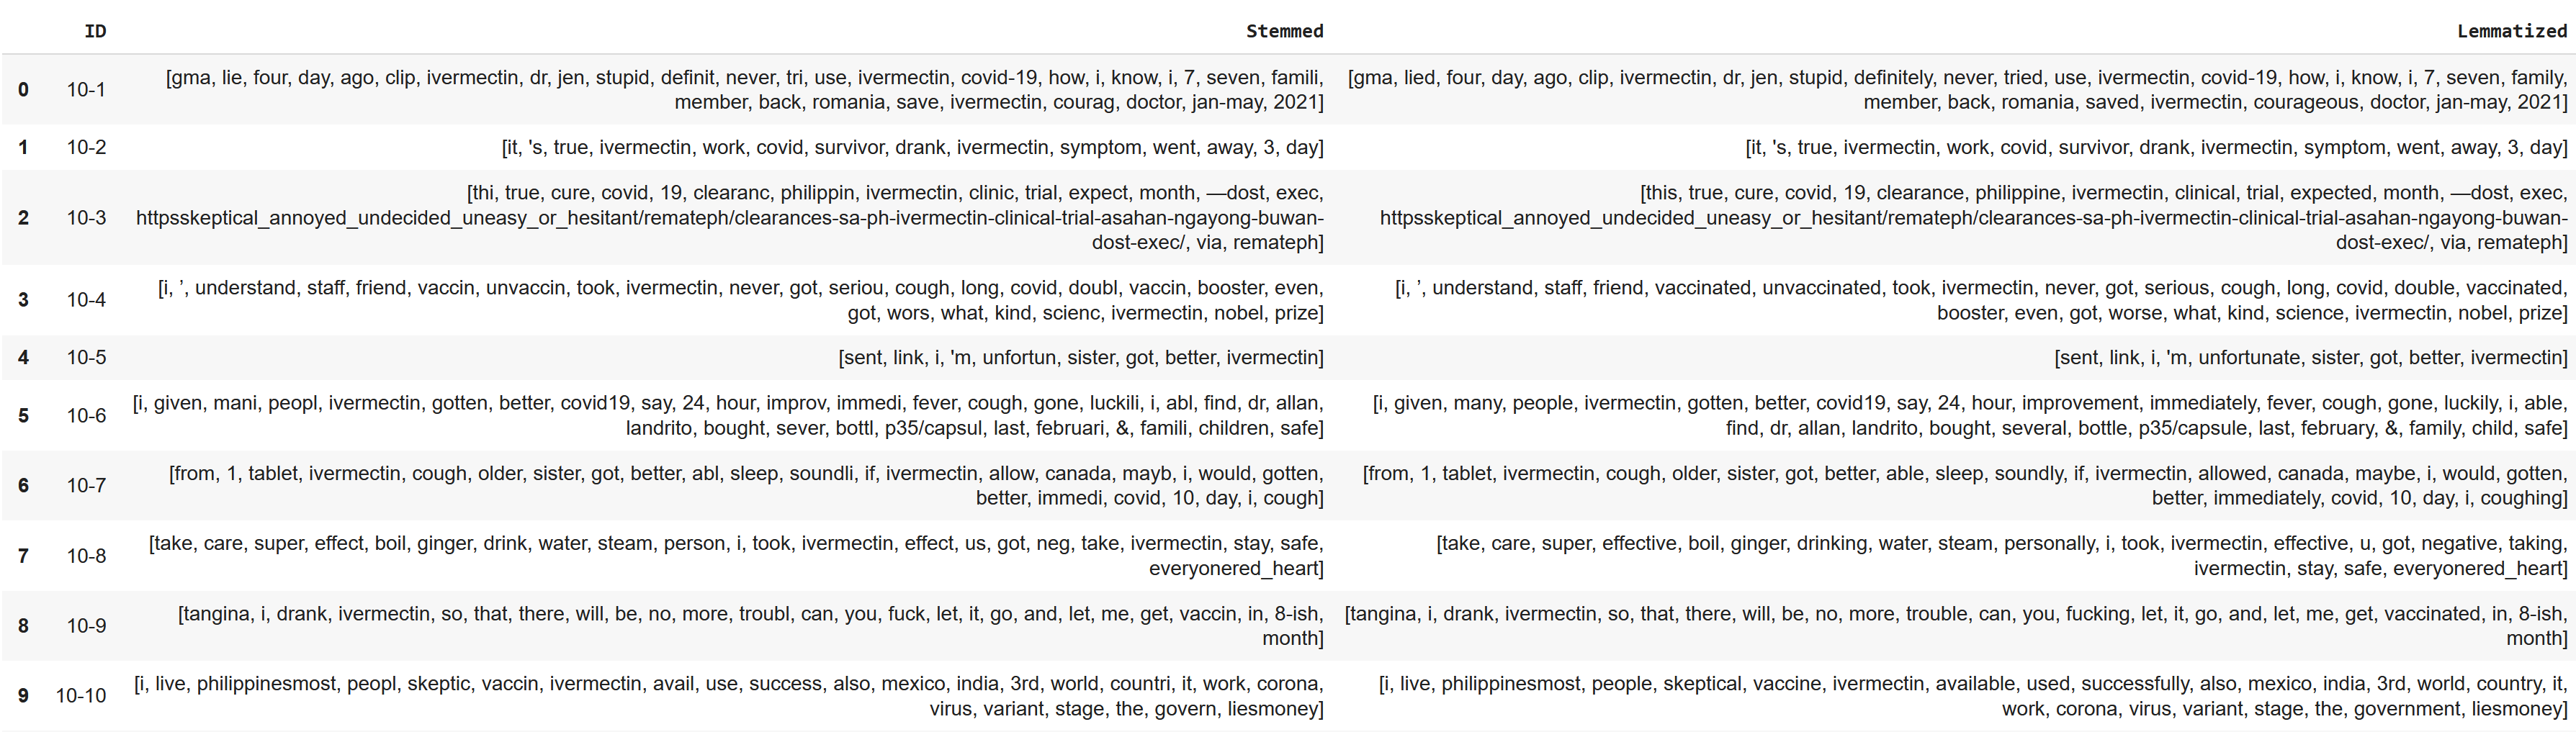 ID Stemmed Lemmatized
0 10-1 [gma, lie, four, day, ago, clip, ivermectin, dr, jen, stupid, definit, never, tri, use, ivermectin, covid-19, how, i, know, i, 7, seven, famili,
member, back, romania, save, ivermectin, courag, doctor, jan-may, 2021]
[gma, lied, four, day, ago, clip, ivermectin, dr, jen, stupid, definitely, never, tried, use, ivermectin, covid-19, how, i, know, i, 7, seven, family,
member, back, romania, saved, ivermectin, courageous, doctor, jan-may, 2021]
1 10-2 [it, 's, true, ivermectin, work, covid, survivor, drank, ivermectin, symptom, went, away, 3, day]
[it, 's, true, ivermectin, work, covid, survivor, drank, ivermectin, symptom, went, away, 3, day]
2 10-3 [thi, true, cure, covid, 19, clearanc, philippin, ivermectin, clinic, trial, expect, month, —dost, exec,
httpsskeptical_annoyed_undecided_uneasy_or_hesitant/remateph/clearances-sa-ph-ivermectin-clinical-trial-asahan-ngayong-buwan-
dost-exec/, via, remateph]
[this, true, cure, covid, 19, clearance, philippine, ivermectin, clinical, trial, expected, month, —dost, exec,
httpsskeptical_annoyed_undecided_uneasy_or_hesitant/remateph/clearances-sa-ph-ivermectin-clinical-trial-asahan-ngayong-buwan-
dost-exec/, via, remateph]
3 10-4 [i, ’, understand, staff, friend, vaccin, unvaccin, took, ivermectin, never, got, seriou, cough, long, covid, doubl, vaccin, booster, even,
got, wors, what, kind, scienc, ivermectin, nobel, prize]
[i, ’, understand, staff, friend, vaccinated, unvaccinated, took, ivermectin, never, got, serious, cough, long, covid, double, vaccinated,
booster, even, got, worse, what, kind, science, ivermectin, nobel, prize]
4 10-5 [sent, link, i, 'm, unfortun, sister, got, better, ivermectin]
[sent, link, i, 'm, unfortunate, sister, got, better, ivermectin]
5 10-6 [i, given, mani, peopl, ivermectin, gotten, better, covid19, say, 24, hour, improv, immedi, fever, cough, gone, luckili, i, abl, find, dr, allan,
landrito, bought, sever, bottl, p35/capsul, last, februari, &, famili, children, safe]
[i, given, many, people, ivermectin, gotten, better, covid19, say, 24, hour, improvement, immediately, fever, cough, gone, luckily, i, able,
find, dr, allan, landrito, bought, several, bottle, p35/capsule, last, february, &, family, child, safe]
6 10-7 [from, 1, tablet, ivermectin, cough, older, sister, got, better, abl, sleep, soundli, if, ivermectin, allow, canada, mayb, i, would, gotten,
better, immedi, covid, 10, day, i, cough]
[from, 1, tablet, ivermectin, cough, older, sister, got, better, able, sleep, soundly, if, ivermectin, allowed, canada, maybe, i, would, gotten,
better, immediately, covid, 10, day, i, coughing]
7 10-8 [take, care, super, effect, boil, ginger, drink, water, steam, person, i, took, ivermectin, effect, us, got, neg, take, ivermectin, stay, safe,
everyonered_heart]
[take, care, super, effective, boil, ginger, drinking, water, steam, personally, i, took, ivermectin, effective, u, got, negative, taking,
ivermectin, stay, safe, everyonered_heart]
8 10-9 [tangina, i, drank, ivermectin, so, that, there, will, be, no, more, troubl, can, you, fuck, let, it, go, and, let, me, get, vaccin, in, 8-ish,
month]
[tangina, i, drank, ivermectin, so, that, there, will, be, no, more, trouble, can, you, fucking, let, it, go, and, let, me, get, vaccinated, in, 8-ish,
month]
9 10-10 [i, live, philippinesmost, peopl, skeptic, vaccin, ivermectin, avail, use, success, also, mexico, india, 3rd, world, countri, it, work, corona,
virus, variant, stage, the, govern, liesmoney]
[i, live, philippinesmost, people, skeptical, vaccine, ivermectin, available, used, successfully, also, mexico, india, 3rd, world, country, it,
work, corona, virus, variant, stage, the, government, liesmoney]